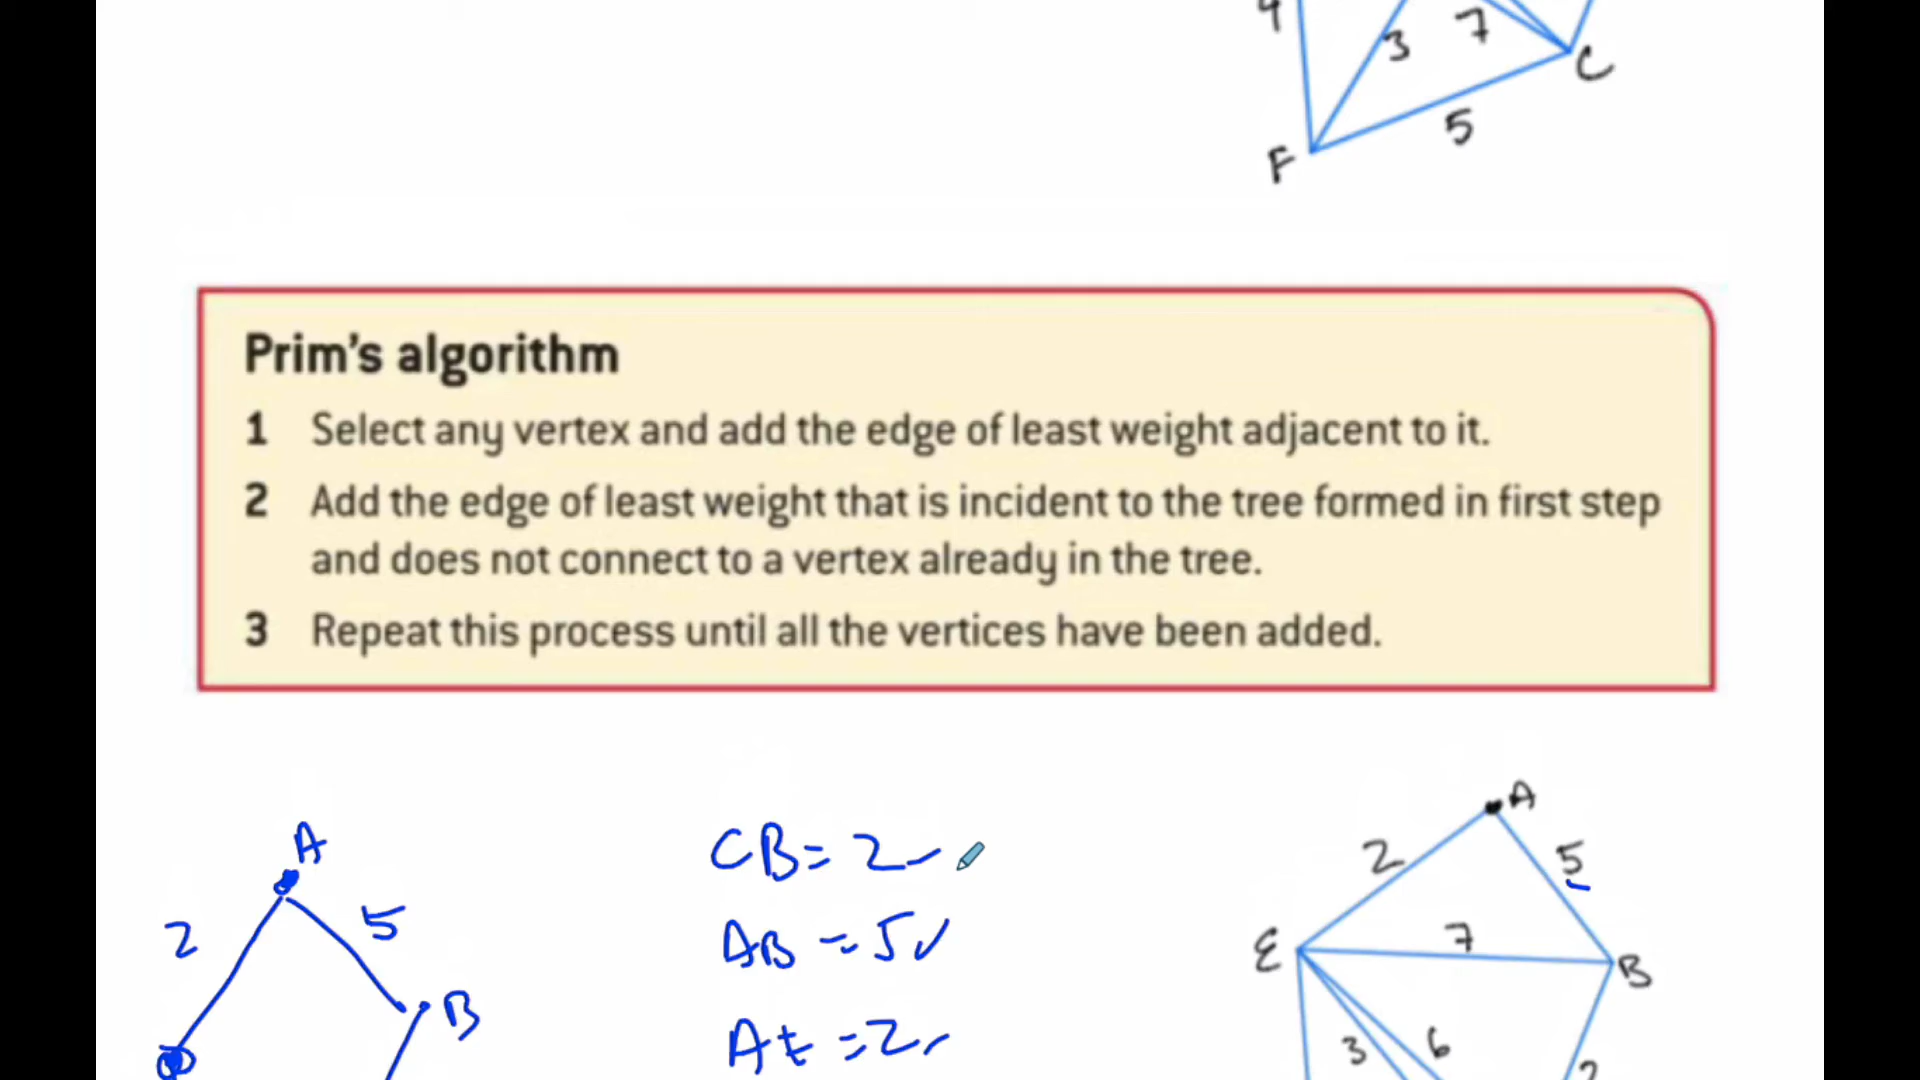 4
3
7
C
5
F
Prim's algorithm
1 Select any vertex and add the edge of least weight adjacent to it.
2 Add the edge of least weight that is incident to the tree formed in first step
and does not connect to a vertex already in the tree.
3 Repeat this process until all the vertices have been added.
A
2
5
B
CB = 2
AB = 5
AE = 2
A
2
5
E
7
B
3
6
2